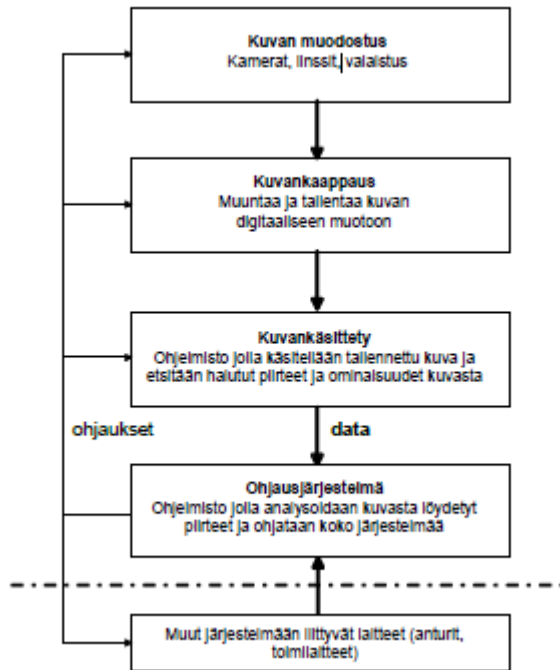 Kuvan muodostus
Kamerat, linssit, valaistus
Kuvankaappaus
Muuntaa ja tallentaa kuvan
digitaaliseen muotoon
Kuvankäsittety
Ohjelmisto jolla käsitellään tallennettu kuva ja
etsitään halutut piirteet ja ominaisuudet kuvasta
ohjaukset
data
Ohjausjärjestelmä
Ohjelmisto jolla analysoidaan kuvasta löydetyt
piirteet ja ohjataan koko järjestelmää
Muut järjestelmään liittyvät laitteet (anturit,
toimilaitteet)